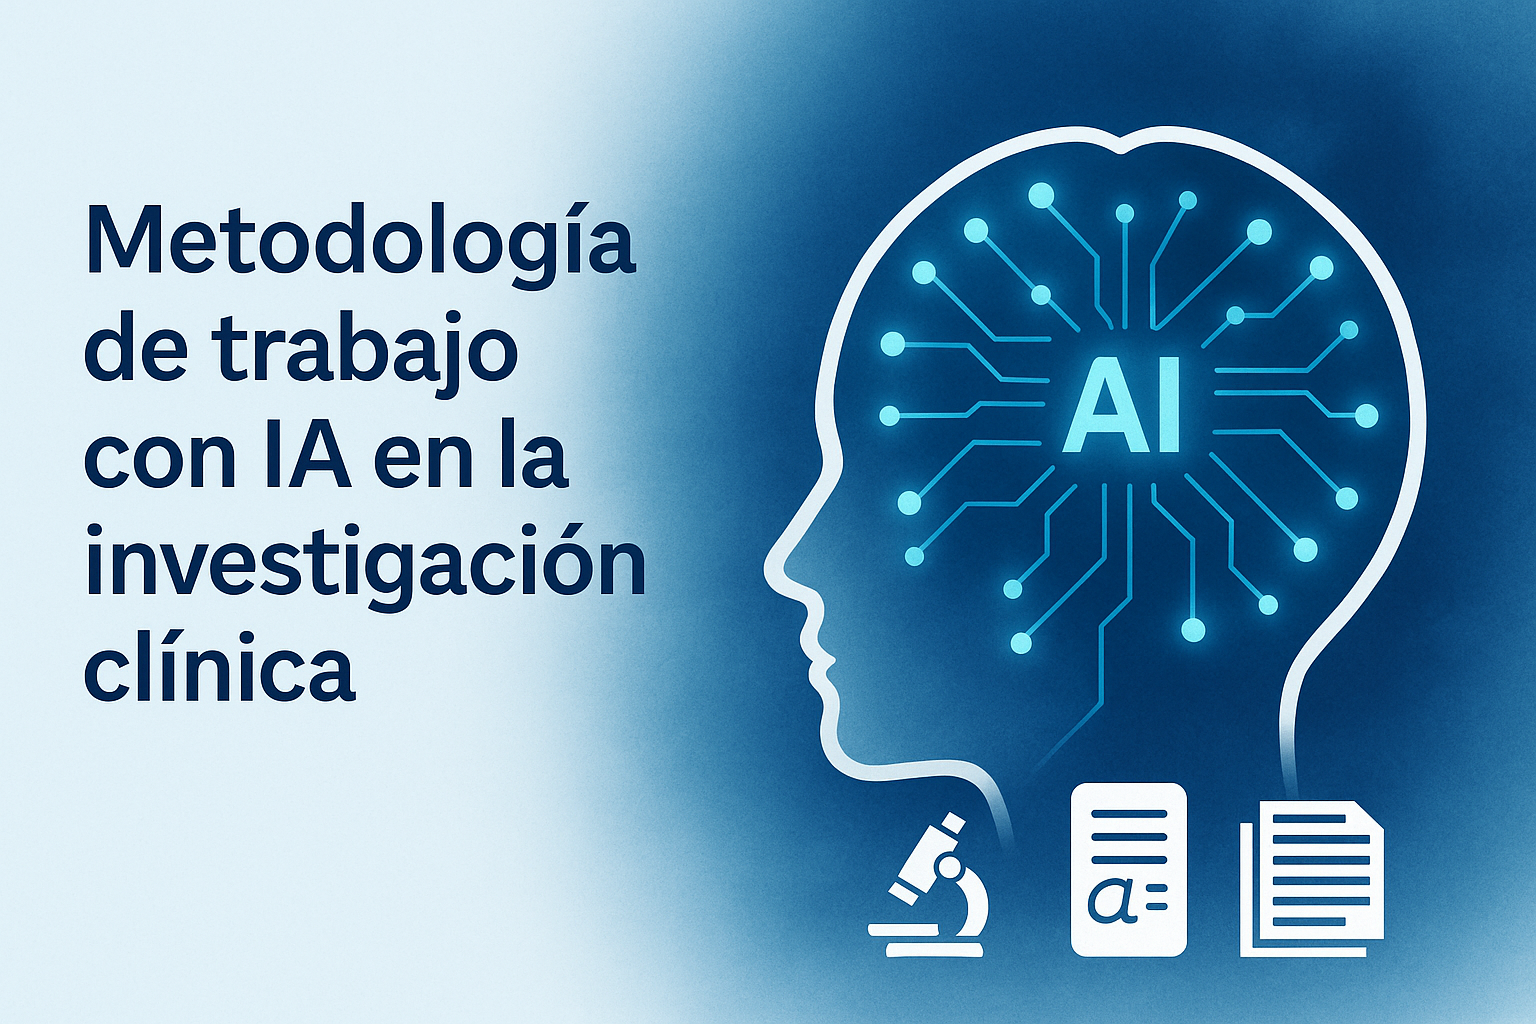 Metodología
de trabajo
con IA en la
investigación
clínica
AI
a=